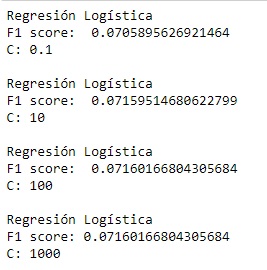 Regresión Logística
F1 score:  0.0705895626921464
C: 0.1
Regresión Logística
F1 score:  0.07159514680622799
C: 10
Regresión Logística
F1 score:  0.07160166804305684
C: 100
Regresión Logística
F1 score: 0.07160166804305684
C: 1000